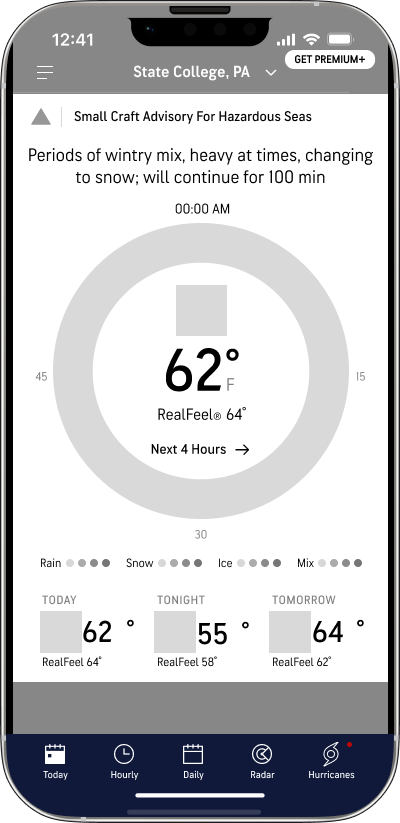 12:41
GET PREMIUM+
State College, PA
Small Craft Advisory For Hazardous Seas
Periods of wintry mix, heavy at times, changing
to snow; will continue for 100 min
00:00 AM
45
15
62°F
RealFeel® 64°
Next 4 Hours →
30
Rain Snow Ice Mix
TODAY TONIGHT TOMORROW
62° 55° 64°
RealFeel 64° RealFeel 58° RealFeel 62°
Today Hourly Daily Radar Hurricanes